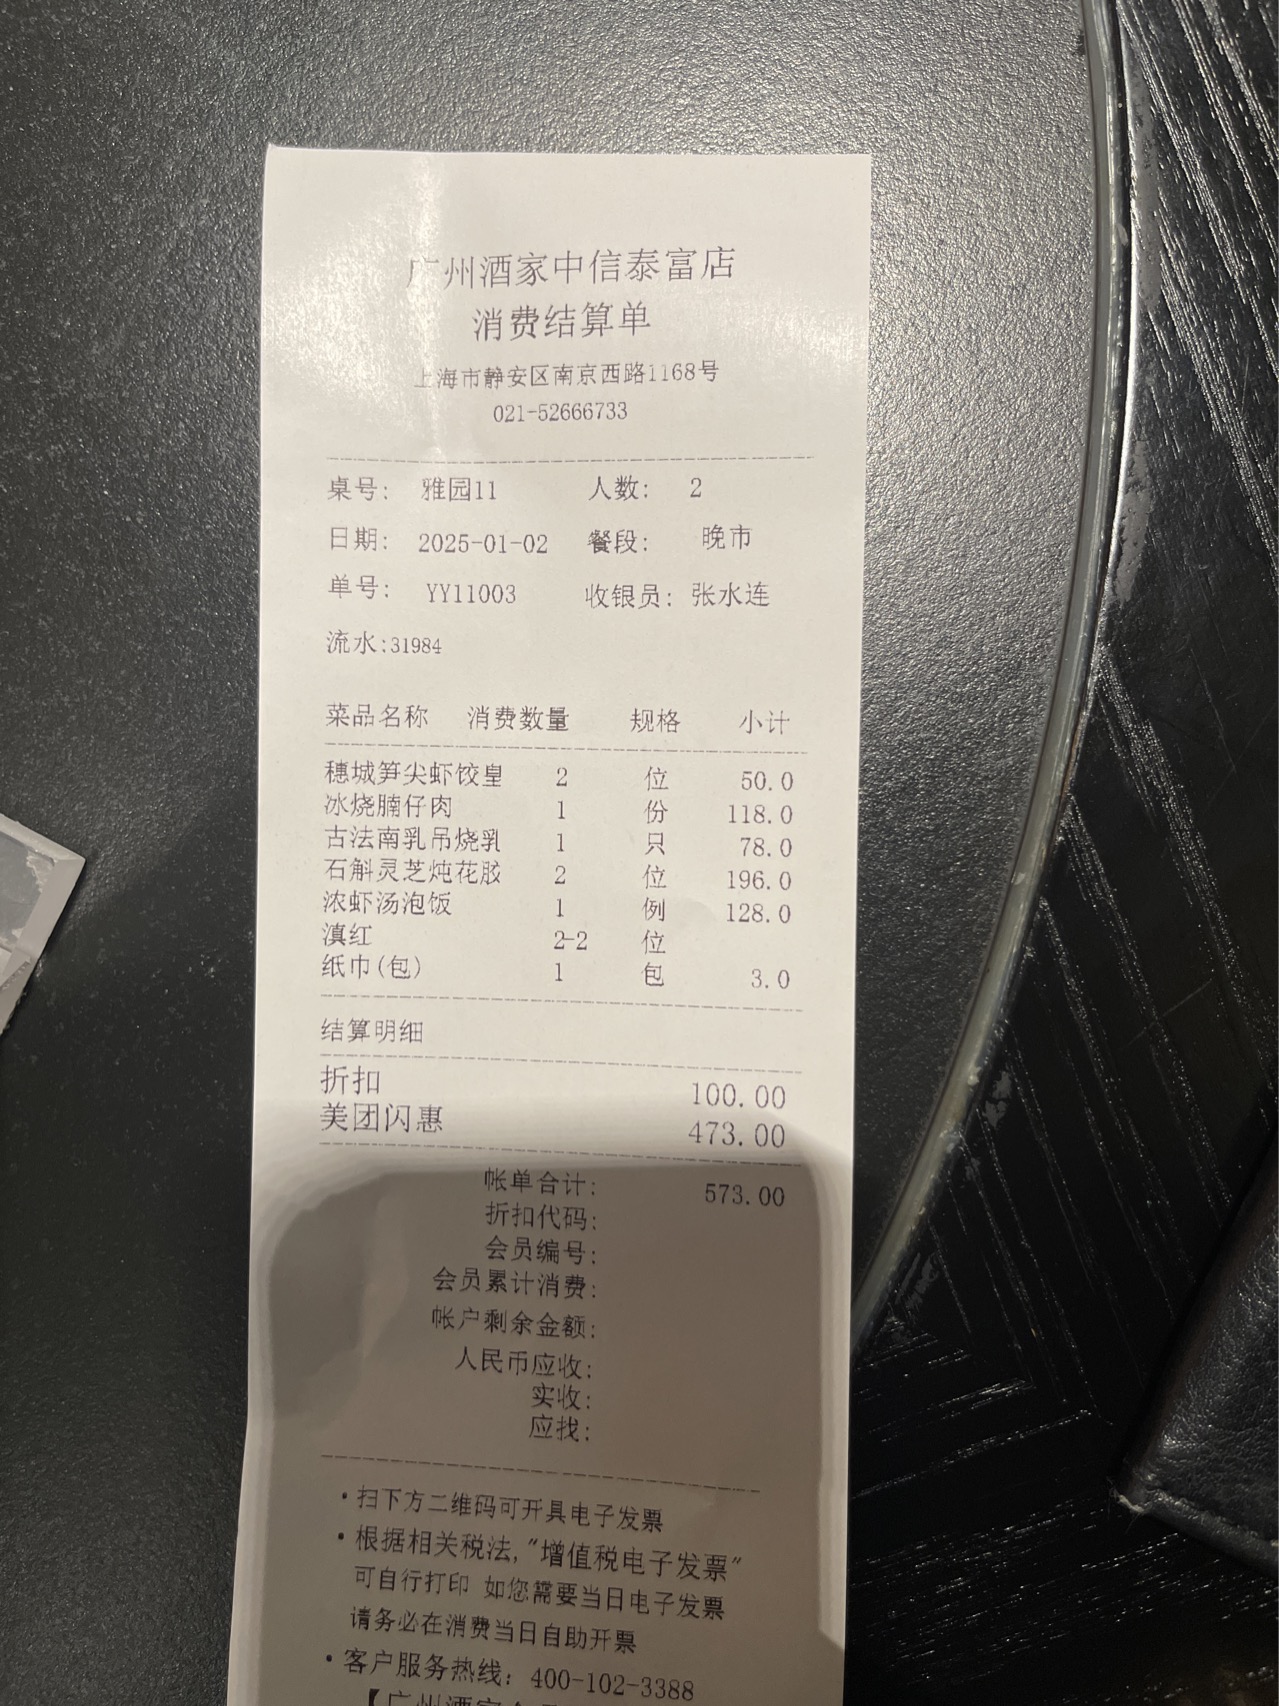 广州酒家中信泰富店
消费结算单
上海市静安区南京西路1168号
021-52666733
桌号: 雅园11 人数: 2
日期: 2025-01-02 餐段: 晚市
单号: YY11003 收银员: 张水连
流水:31984
菜品名称 消费数量 规格 小计
穗城笋尖虾饺皇 2 位 50.0
冰烧腩仔肉 1 份 118.0
古法南乳吊烧乳 1 只 78.0
石斛灵芝炖花胶 2 位 196.0
浓虾汤泡饭 1 例 128.0
滇红 2-2 位
纸巾(包) 1 包 3.0
结算明细
折扣 100.00
美团闪惠 473.00
帐单合计: 573.00
折扣代码:
会员编号:
会员累计消费:
帐户剩余金额:
人民币应收:
实收:
应找:
·扫下方二维码可开具电子发票
·根据相关税法,"增值税电子发票"
可自行打印 如您需要当日电子发票
请务必在消费当日自助开票
·客户服务热线: 400-102-3388
【广州酒家